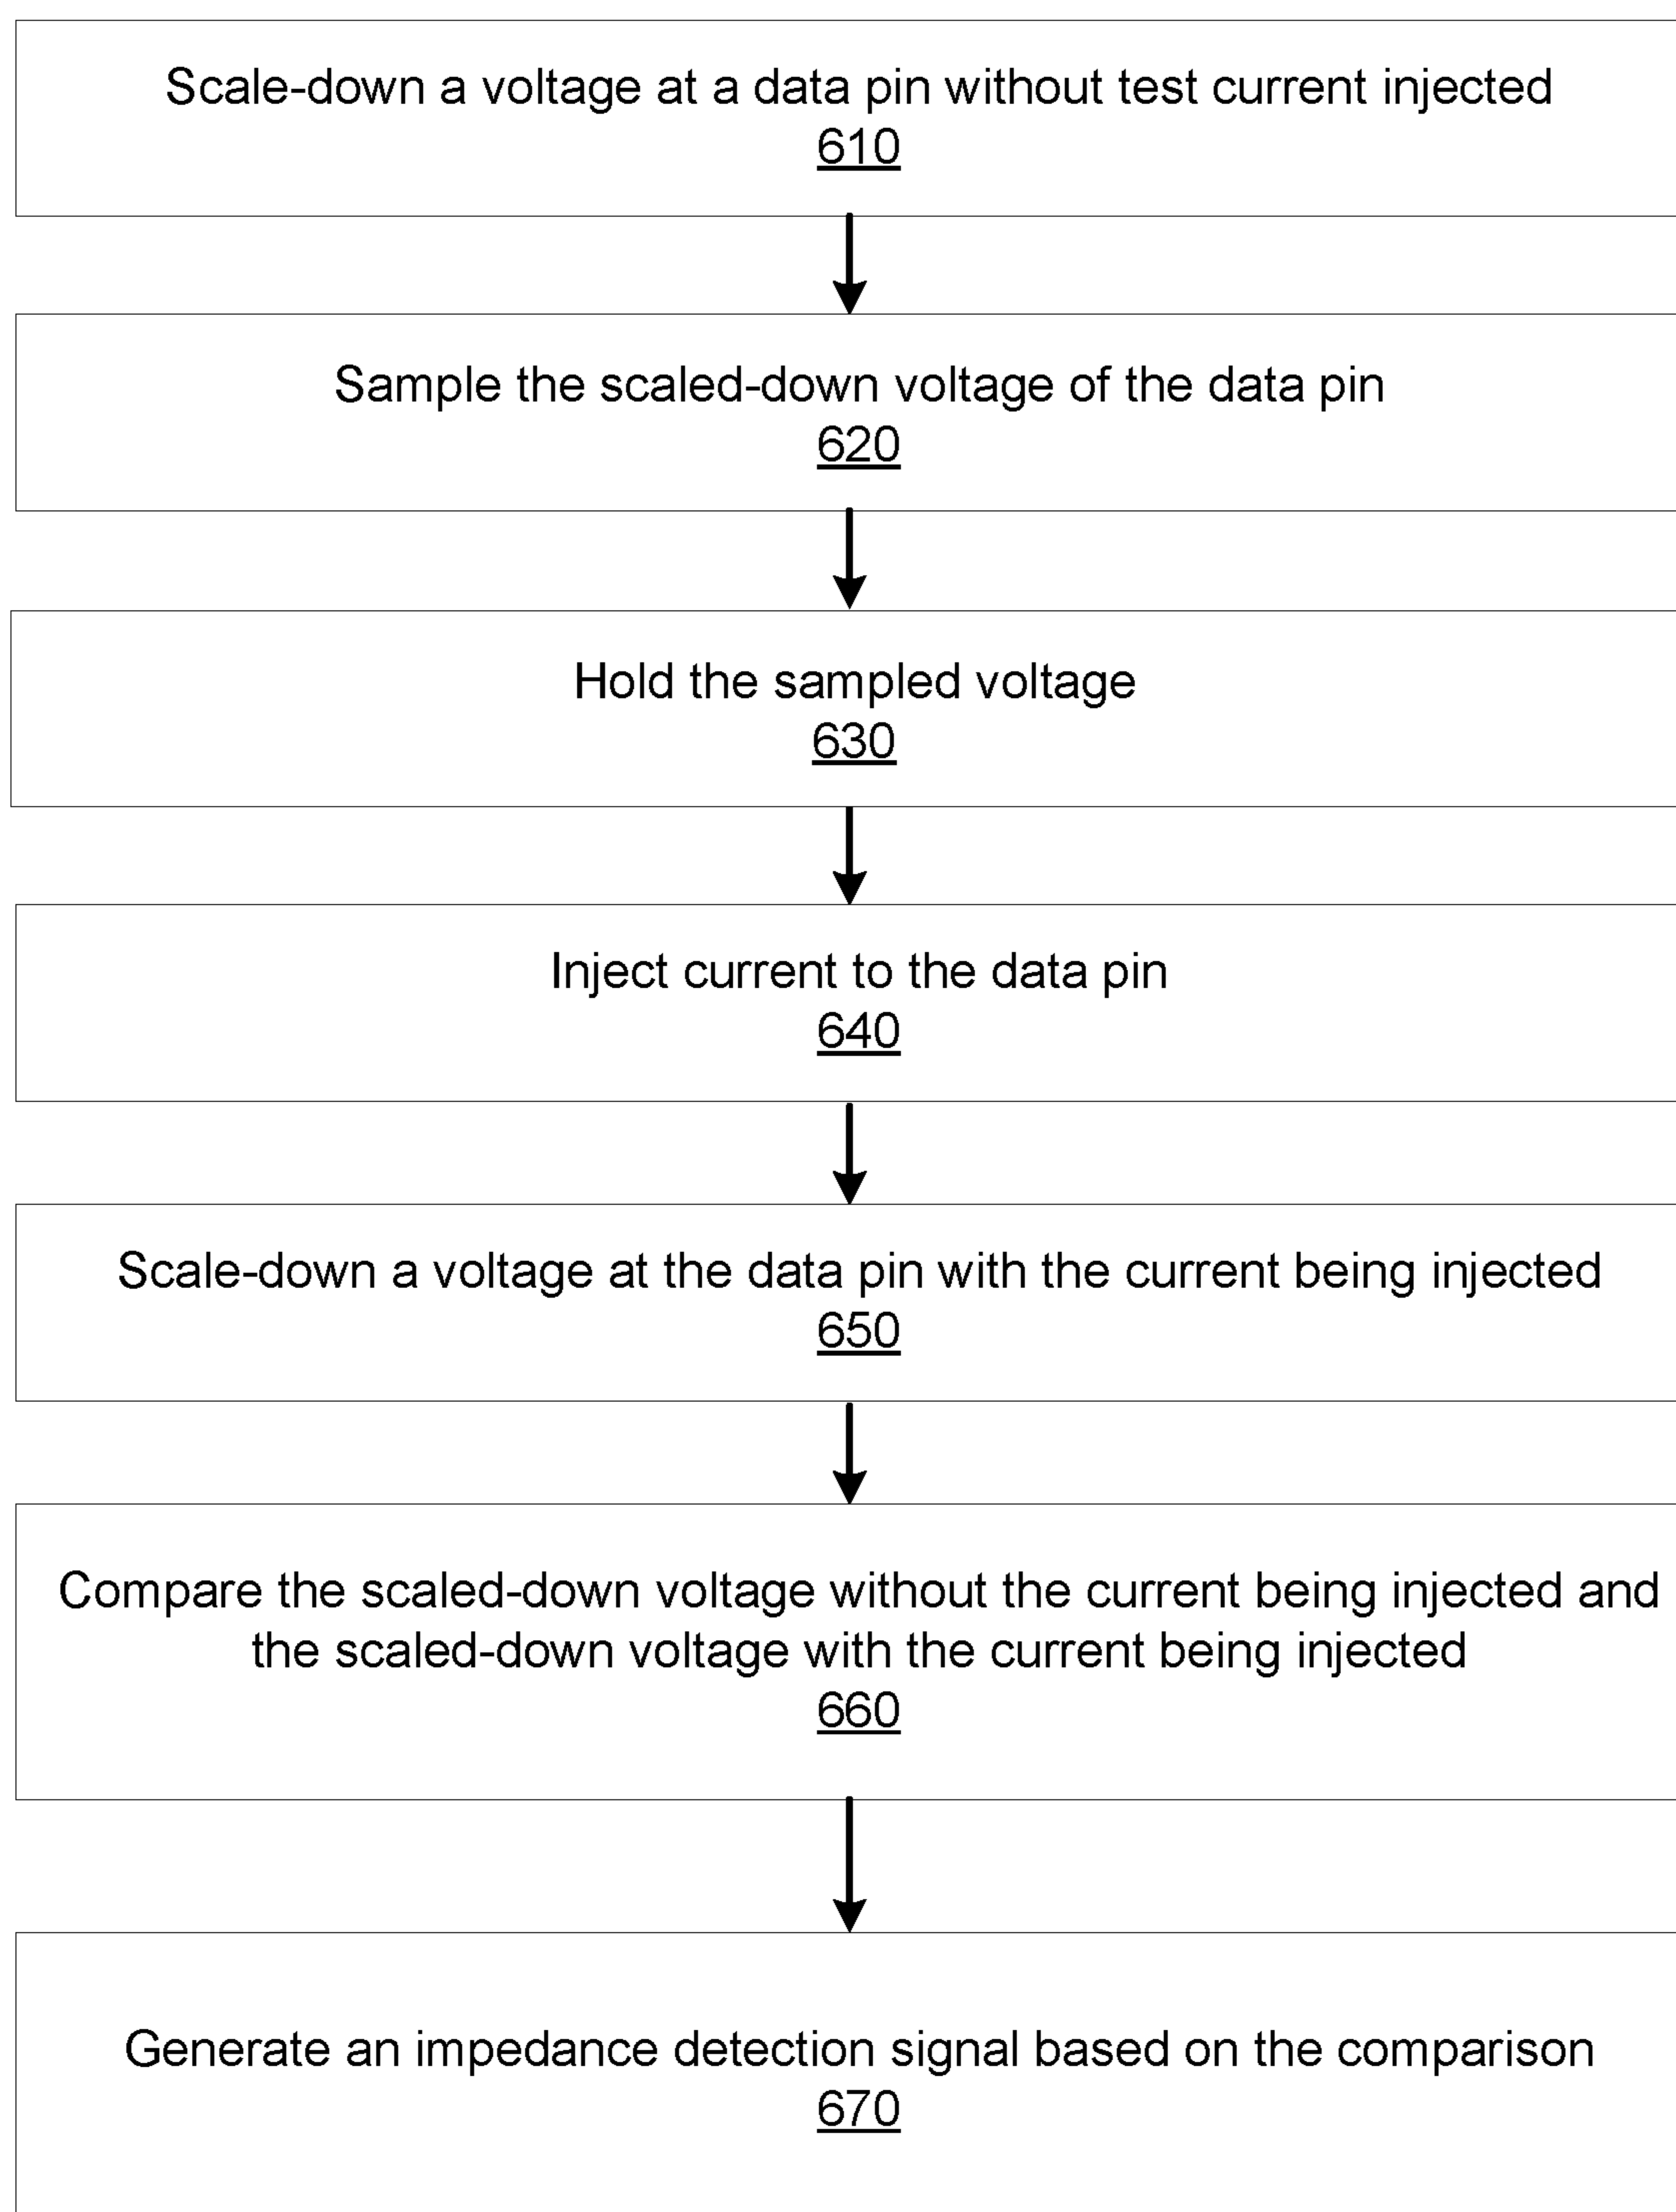 Scale-down a voltage at a data pin without test current injected
610
Sample the scaled-down voltage of the data pin
620
Hold the sampled voltage
630
Inject current to the data pin
640
Scale-down a voltage at the data pin with the current being injected
650
Compare the scaled-down voltage without the current being injected and
the scaled-down voltage with the current being injected
660
Generate an impedance detection signal based on the comparison
670